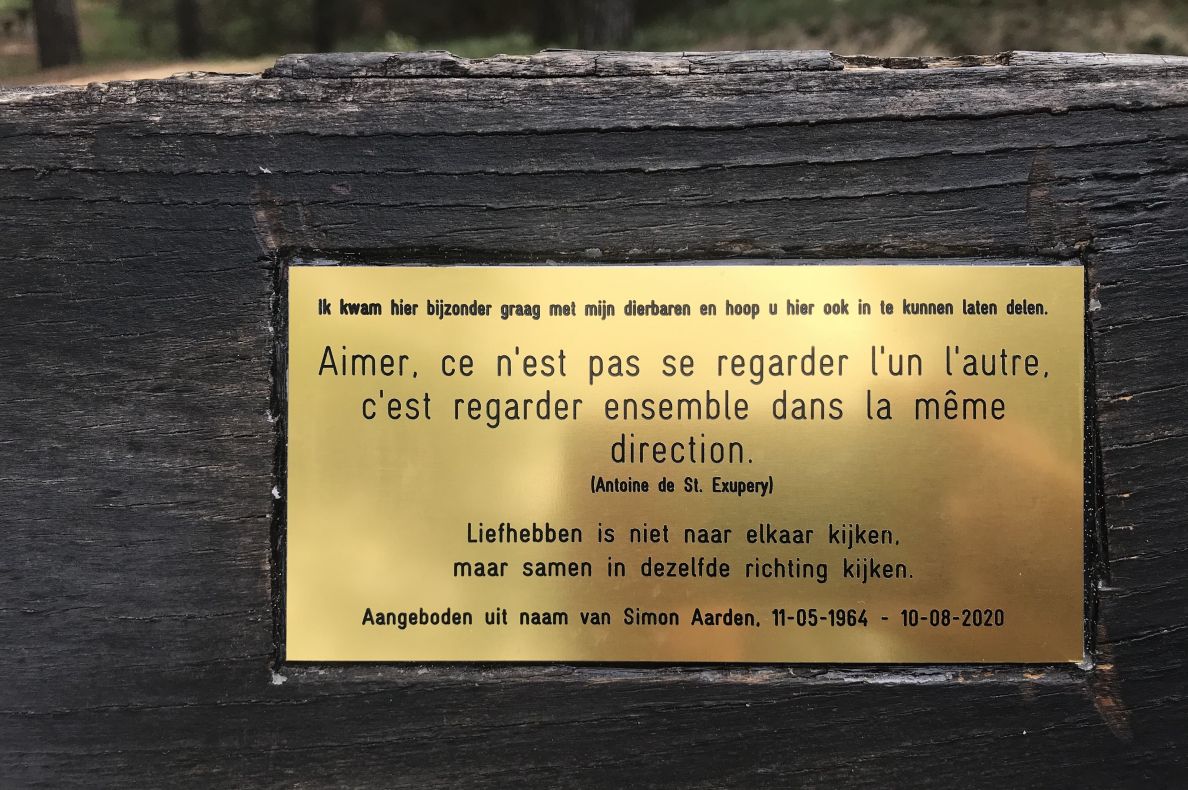 Ik kwam hier bijzonder graag met mijn dierbaren en hoop u hier ook in te kunnen laten delen.
Aimer, ce n'est pas se regarder l'un l'autre,
c'est regarder ensemble dans la même
direction.
(Antoine de St. Exupery)
Liefhebben is niet naar elkaar kijken,
maar samen in dezelfde richting kijken.
Aangeboden uit naam van Simon Aarden, 11-05-1964 - 10-08-2020